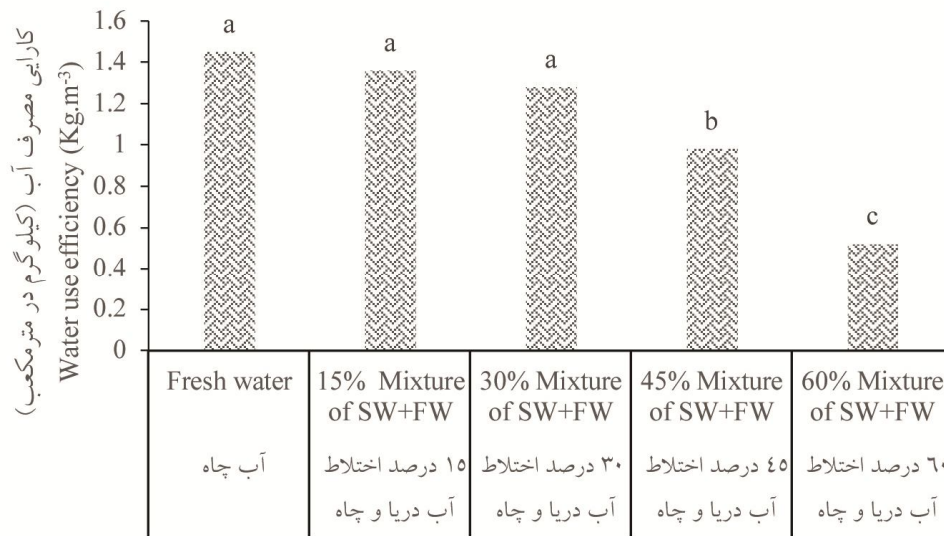 کارایی مصرف آب (کیلوگرم در مترمکعب)
Water use efficiency (Kg.m-3)
1.6
1.4
1.2
1
0.8
0.6
0.4
0.2
0
a
a
a
b
c
Fresh water
آب چاه
15% Mixture
of SW+FW
۱۵ درصد اختلاط
آب دریا و چاه
30% Mixture
of SW+FW
۳۰ درصد اختلاط
آب دریا و چاه
45% Mixture
of SW+FW
٤٥ درصد اختلاط
آب دریا و چاه
60% Mixture
of SW+FW
٦٠ درصد اختلاط
آب دریا و چاه